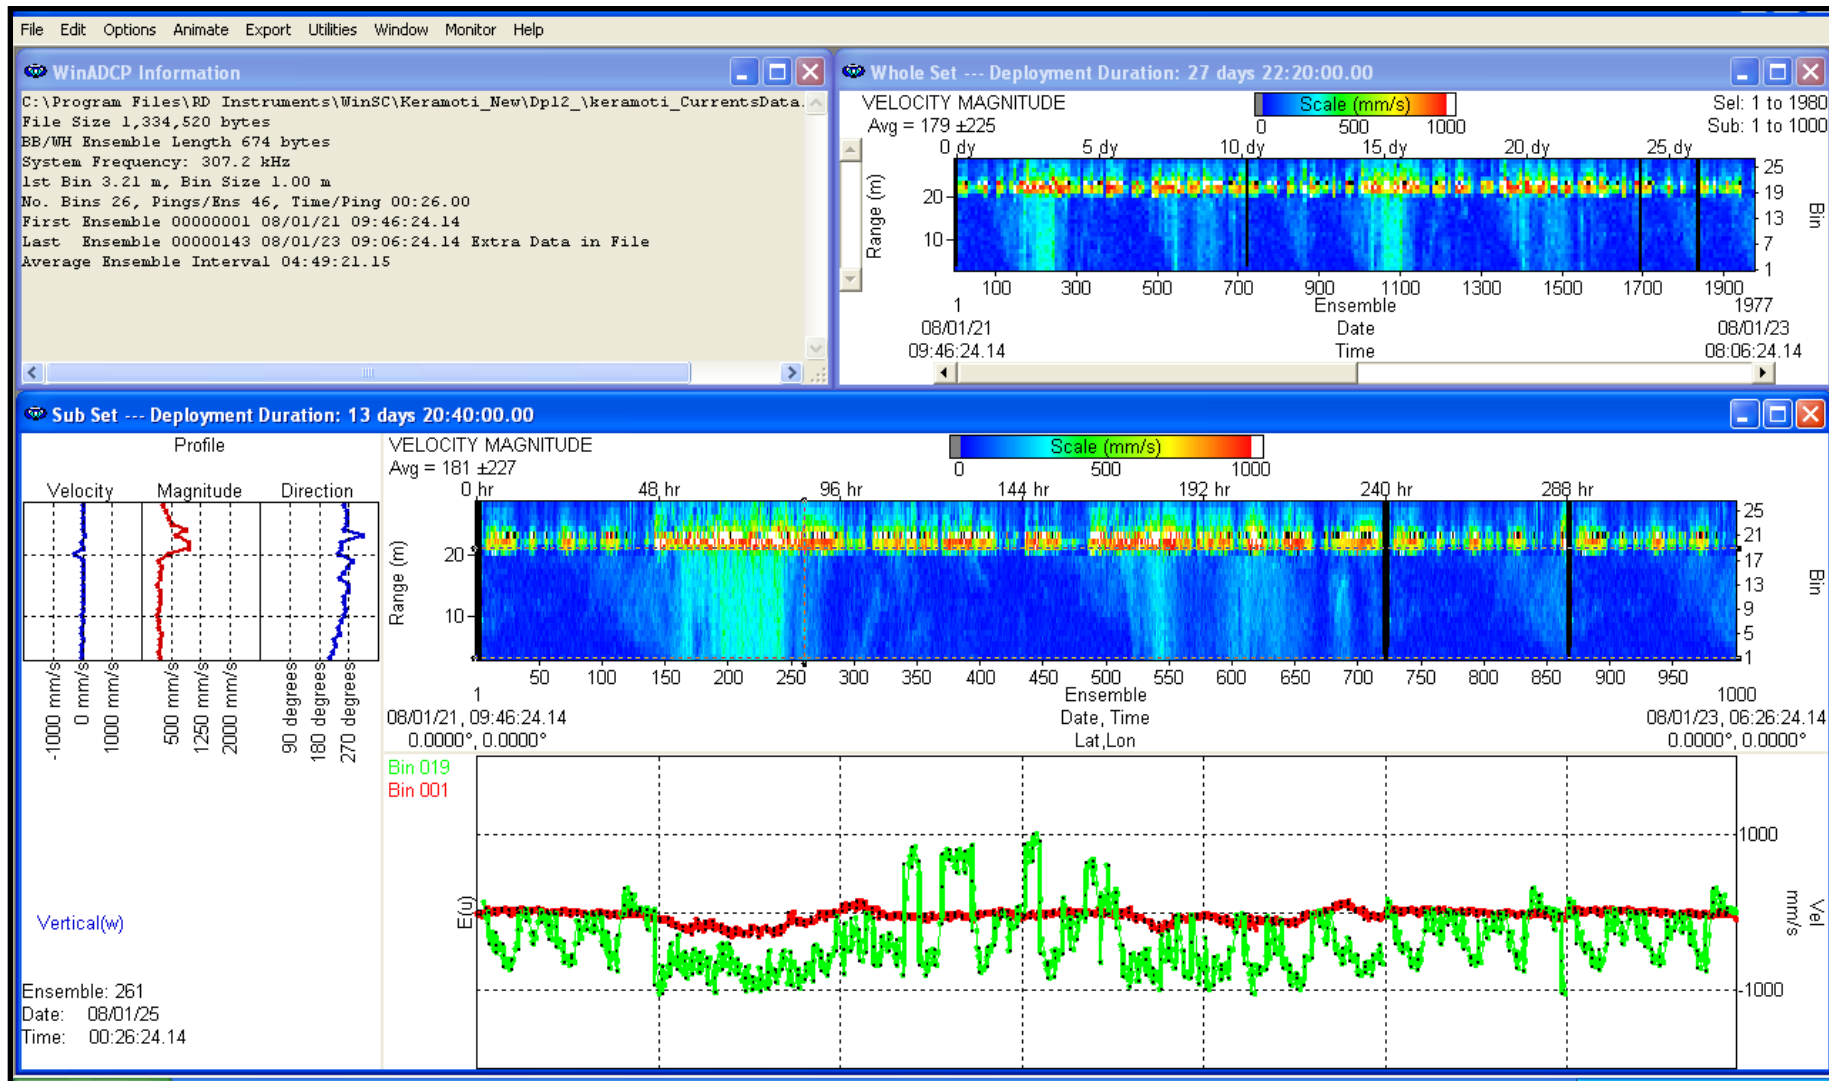 File Edit Options Animate Export Utilities Window Monitor Help
WinADCP Information
C:\Program Files\RD Instruments\WinSC\Keramoti_New\Dpl2_\keramoti_CurrentsData.
File Size 1,334,520 bytes
BB/WH Ensemble Length 674 bytes
System Frequency: 307.2 kHz
1st Bin 3.21 m, Bin Size 1.00 m
No. Bins 26, Pings/Ens 46, Time/Ping 00:26.00
First Ensemble 00000001 08/01/21 09:46:24.14
Last Ensemble 00000143 08/01/23 09:06:24.14 Extra Data in File
Average Ensemble Interval 04:49:21.15
Whole Set --- Deployment Duration: 27 days 22:20:00.00
VELOCITY MAGNITUDE
Scale (mm/s)
Sel: 1 to 1980
Avg = 179 ±225
0 500 1000
Sub: 1 to 1000
0 dy 5 dy 10 dy 15 dy 20 dy 25 dy
Range (m)
20
10
25
19
13
7
1
Bin
100 300 500 700 900 1100 1300 1500 1700 1900
1 Ensemble 1977
08/01/21 Date 08/01/23
09:46:24.14 Time 08:06:24.14
Sub Set --- Deployment Duration: 13 days 20:40:00.00
Profile
Velocity Magnitude Direction
-1000 mm/s 0 mm/s 1000 mm/s 500 mm/s 1250 mm/s 2000 mm/s 90 degrees 180 degrees 270 degrees
Vertical(w)
Ensemble: 261
Date: 08/01/25
Time: 00:26:24.14
VELOCITY MAGNITUDE
Scale (mm/s)
Avg = 181 ±227
0 500 1000
0 hr 48 hr 96 hr 144 hr 192 hr 240 hr 288 hr
Range (m)
20
10
25
21
17
13
9
5
1
Bin
50 100 150 200 250 300 350 400 450 500 550 600 650 700 750 800 850 900 950
1 Ensemble 1000
08/01/21, 09:46:24.14 Date, Time 08/01/23, 06:26:24.14
0.0000°, 0.0000° Lat,Lon 0.0000°, 0.0000°
Bin 019
Bin 001
E(u)
1000
-1000
Vel
mm/s